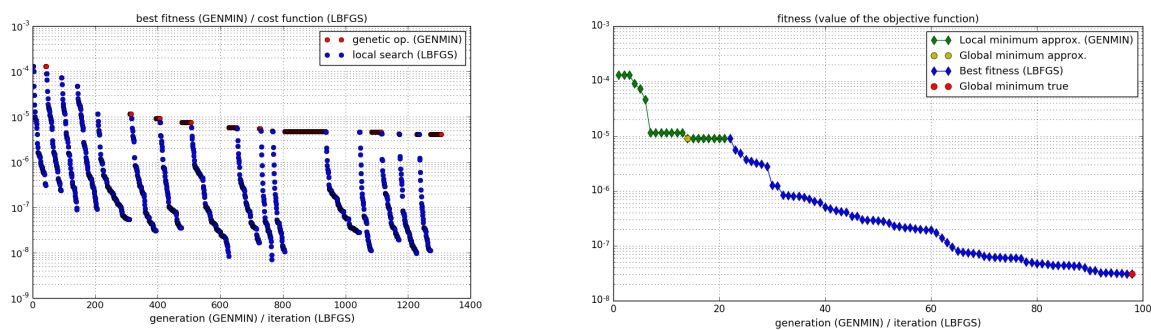 best fitness (GENMIN) / cost function (LBFGS)
10^-3
10^-4
10^-5
10^-6
10^-7
10^-8
10^-9
genetic op. (GENMIN)
local search (LBFGS)
0 200 400 600 800 1000 1200 1400
generation (GENMIN) / iteration (LBFGS)
fitness (value of the objective function)
10^-3
10^-4
10^-5
10^-6
10^-7
10^-8
Local minimum approx. (GENMIN)
Global minimum approx.
Best fitness (LBFGS)
Global minimum true
0 20 40 60 80 100
generation (GENMIN) / iteration (LBFGS)